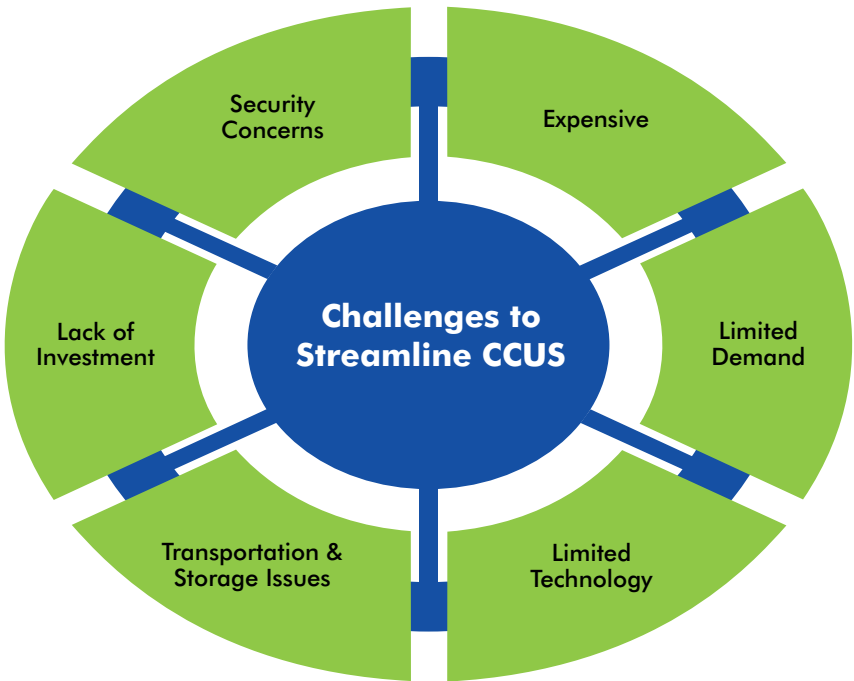 Security
Concerns
Expensive
Lack of
Investment
Challenges to
Streamline CCUS
Limited
Demand
Transportation &
Storage Issues
Limited
Technology